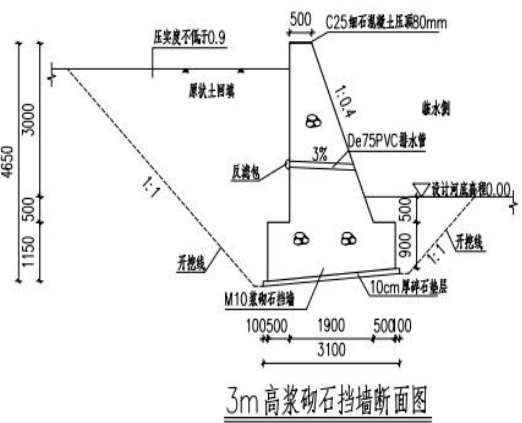 500
C25细石混凝土压顶80mm
压实度不低于0.9
原状土回填
1:0.4
临水侧
3000
4650
De75PVC排水管
3%
反滤包
1:1
设计河底高程0.00
500
500
900
1150
1:1
开挖线
开挖线
M10浆砌石挡墙
10cm厚碎石垫层
100 500 1900 500 100
3100
3m高浆砌石挡墙断面图